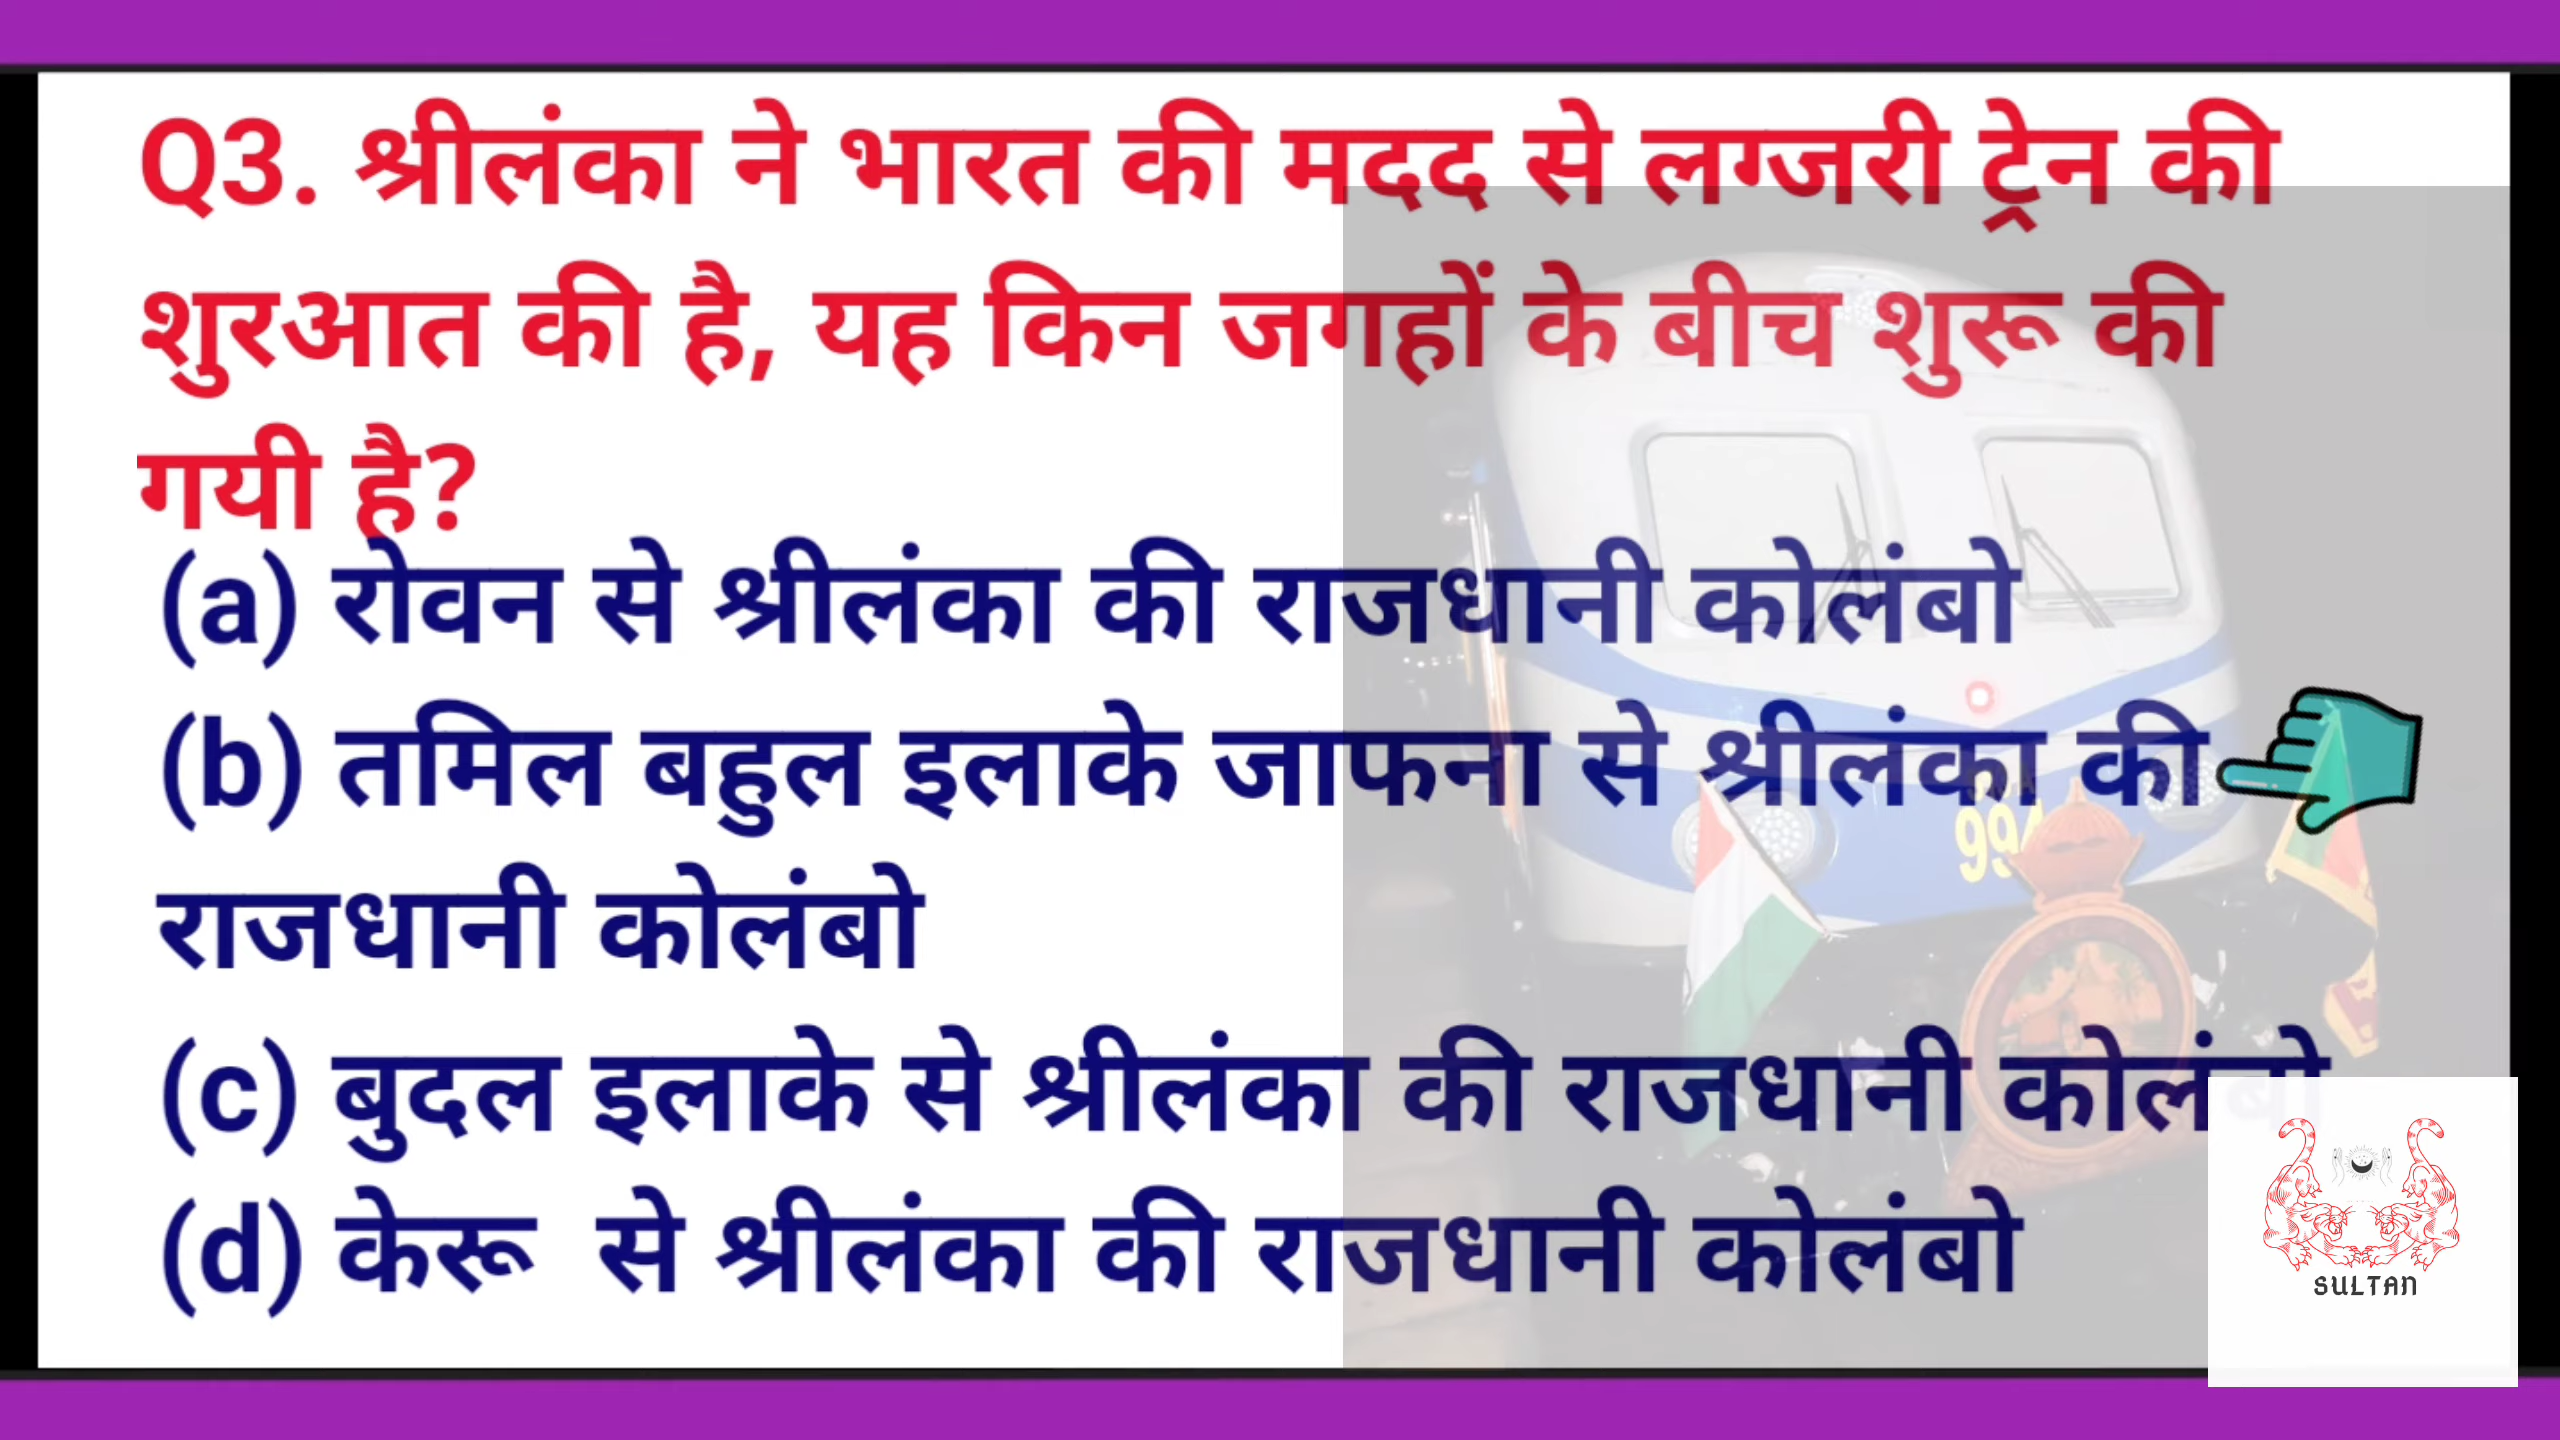 Q3. श्रीलंका ने भारत की मदद से लग्जरी ट्रेन की
शुरआत की है, यह किन जगहों के बीच शुरू की
गयी है?
(a) रोवन से श्रीलंका की राजधानी कोलंबो
(b) तमिल बहुल इलाके जाफना से श्रीलंका की
राजधानी कोलंबो
(c) बुदल इलाके से श्रीलंका की राजधानी कोलंबो
(d) केरू से श्रीलंका की राजधानी कोलंबो
SULTAN